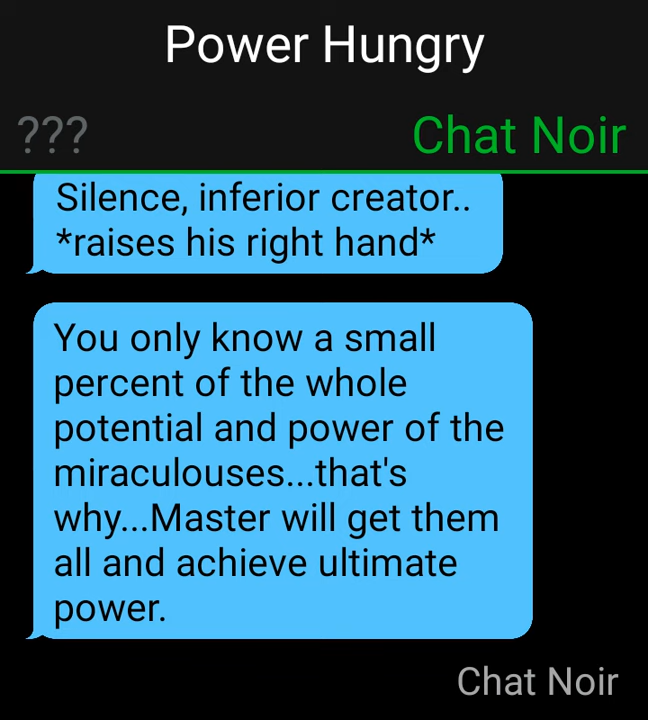 Power Hungry
??? Chat Noir
Silence, inferior creator..
*raises his right hand*
You only know a small
percent of the whole
potential and power of the
miraculouses...that's
why...Master will get them
all and achieve ultimate
power.
Chat Noir